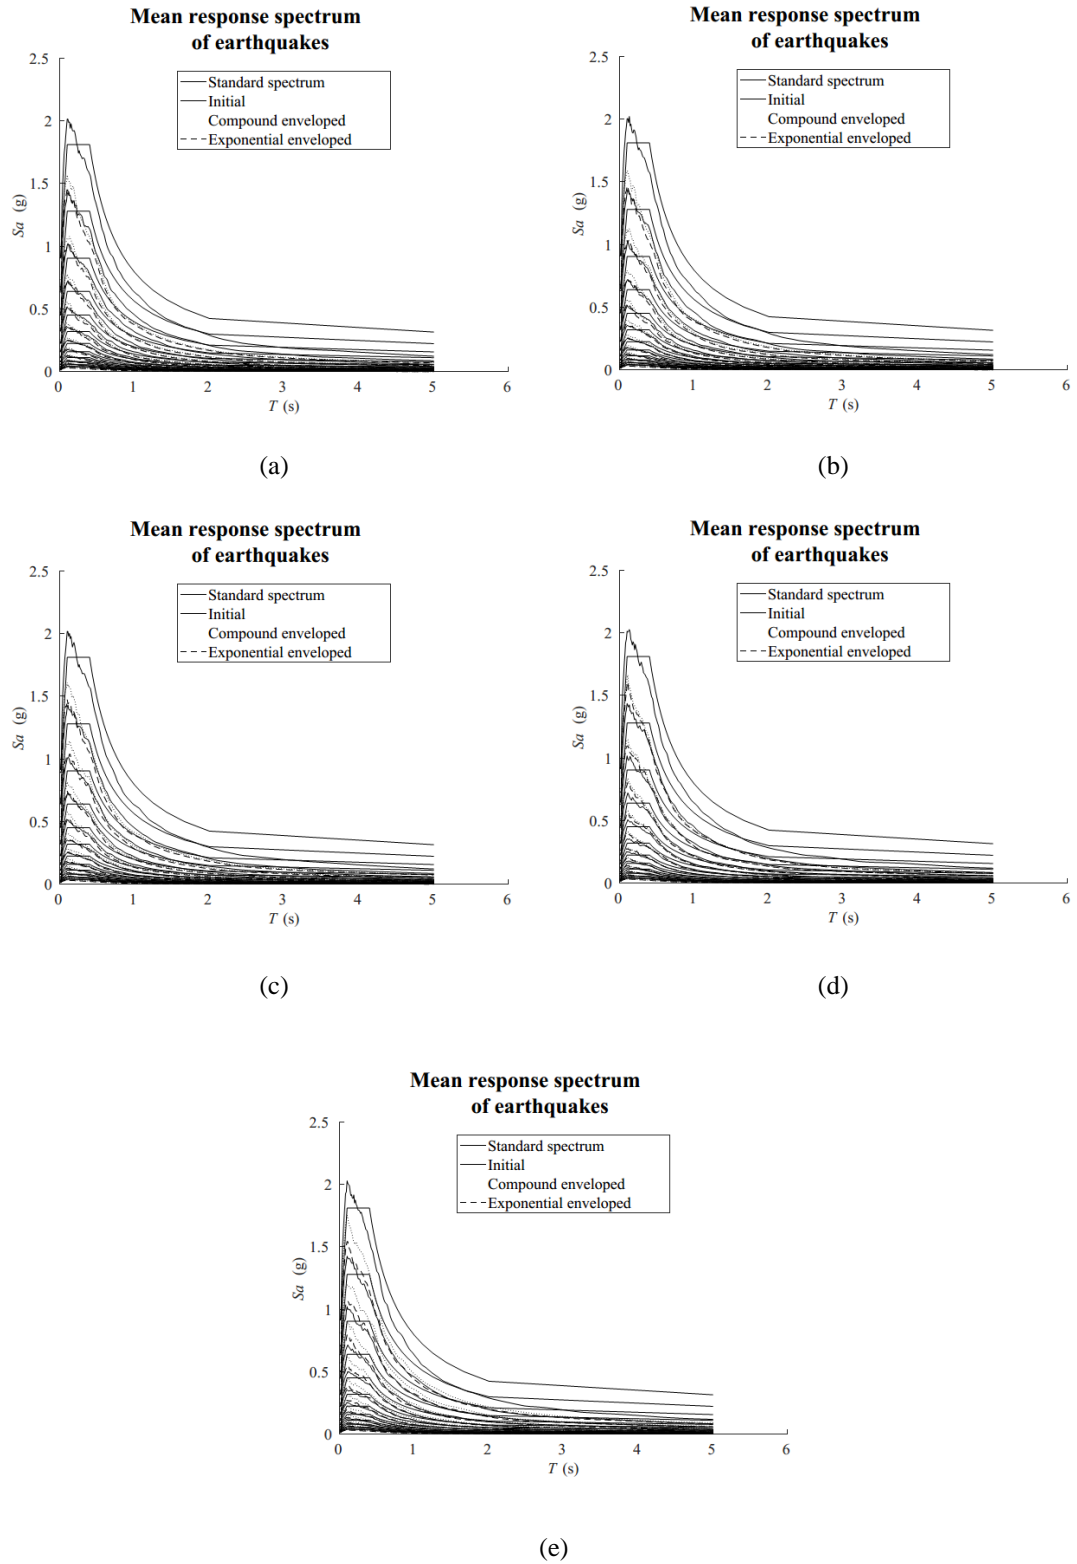 Mean response spectrum
of earthquakes
2.5
2
1.5
1
0.5
0
Sa (g)
Standard spectrum
Initial
Compound enveloped
Exponential enveloped
0 1 2 3 4 5 6
T (s)
(a)
Mean response spectrum
of earthquakes
2.5
2
1.5
1
0.5
0
Sa (g)
Standard spectrum
Initial
Compound enveloped
Exponential enveloped
0 1 2 3 4 5 6
T (s)
(b)
Mean response spectrum
of earthquakes
2.5
2
1.5
1
0.5
0
Sa (g)
Standard spectrum
Initial
Compound enveloped
Exponential enveloped
0 1 2 3 4 5 6
T (s)
(c)
Mean response spectrum
of earthquakes
2.5
2
1.5
1
0.5
0
Sa (g)
Standard spectrum
Initial
Compound enveloped
Exponential enveloped
0 1 2 3 4 5 6
T (s)
(d)
Mean response spectrum
of earthquakes
2.5
2
1.5
1
0.5
0
Sa (g)
Standard spectrum
Initial
Compound enveloped
Exponential enveloped
0 1 2 3 4 5 6
T (s)
(e)